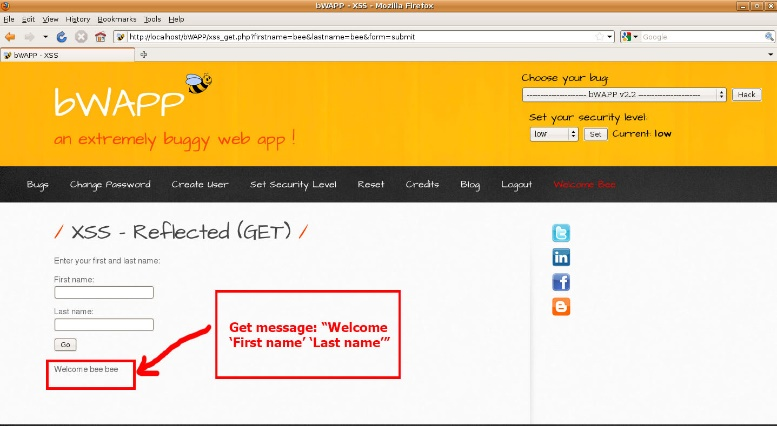 bWAPP - XSS - Mozilla Firefox
File Edit View History Bookmarks Tools Help
http://localhost/bWAPP/xss_get.php?firstname=bee&lastname=bee&form=submit
Google
bWAPP - XSS
bWAPP
an extremely buggy web app !
Choose your bug:
---------------------- bWAPP v2.2 ----------------------
Hack
Set your security level:
low
Set
Current: low
Bugs Change Password Create User Set Security Level Reset Credits Blog Logout Welcome Bee
/ XSS - Reflected (GET) /
Enter your first and last name:
First name:
Last name:
Go
Welcome bee bee
Get message: “Welcome
‘First name’ ‘Last name’”